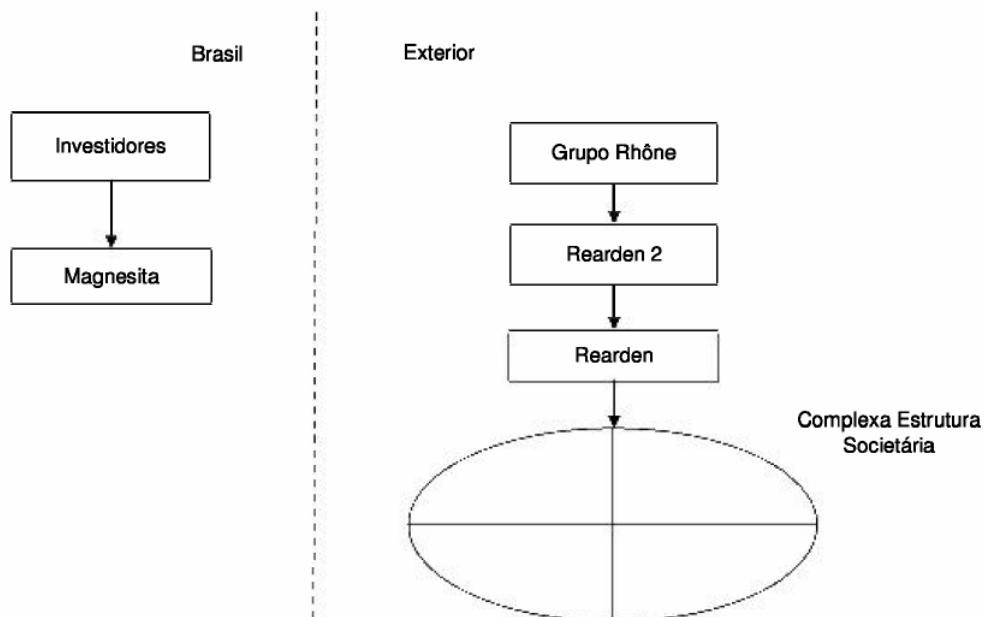 Brasil
Exterior
Investidores
Magnesita
Grupo Rhône
Rearden 2
Rearden
Complexa Estrutura
Societária